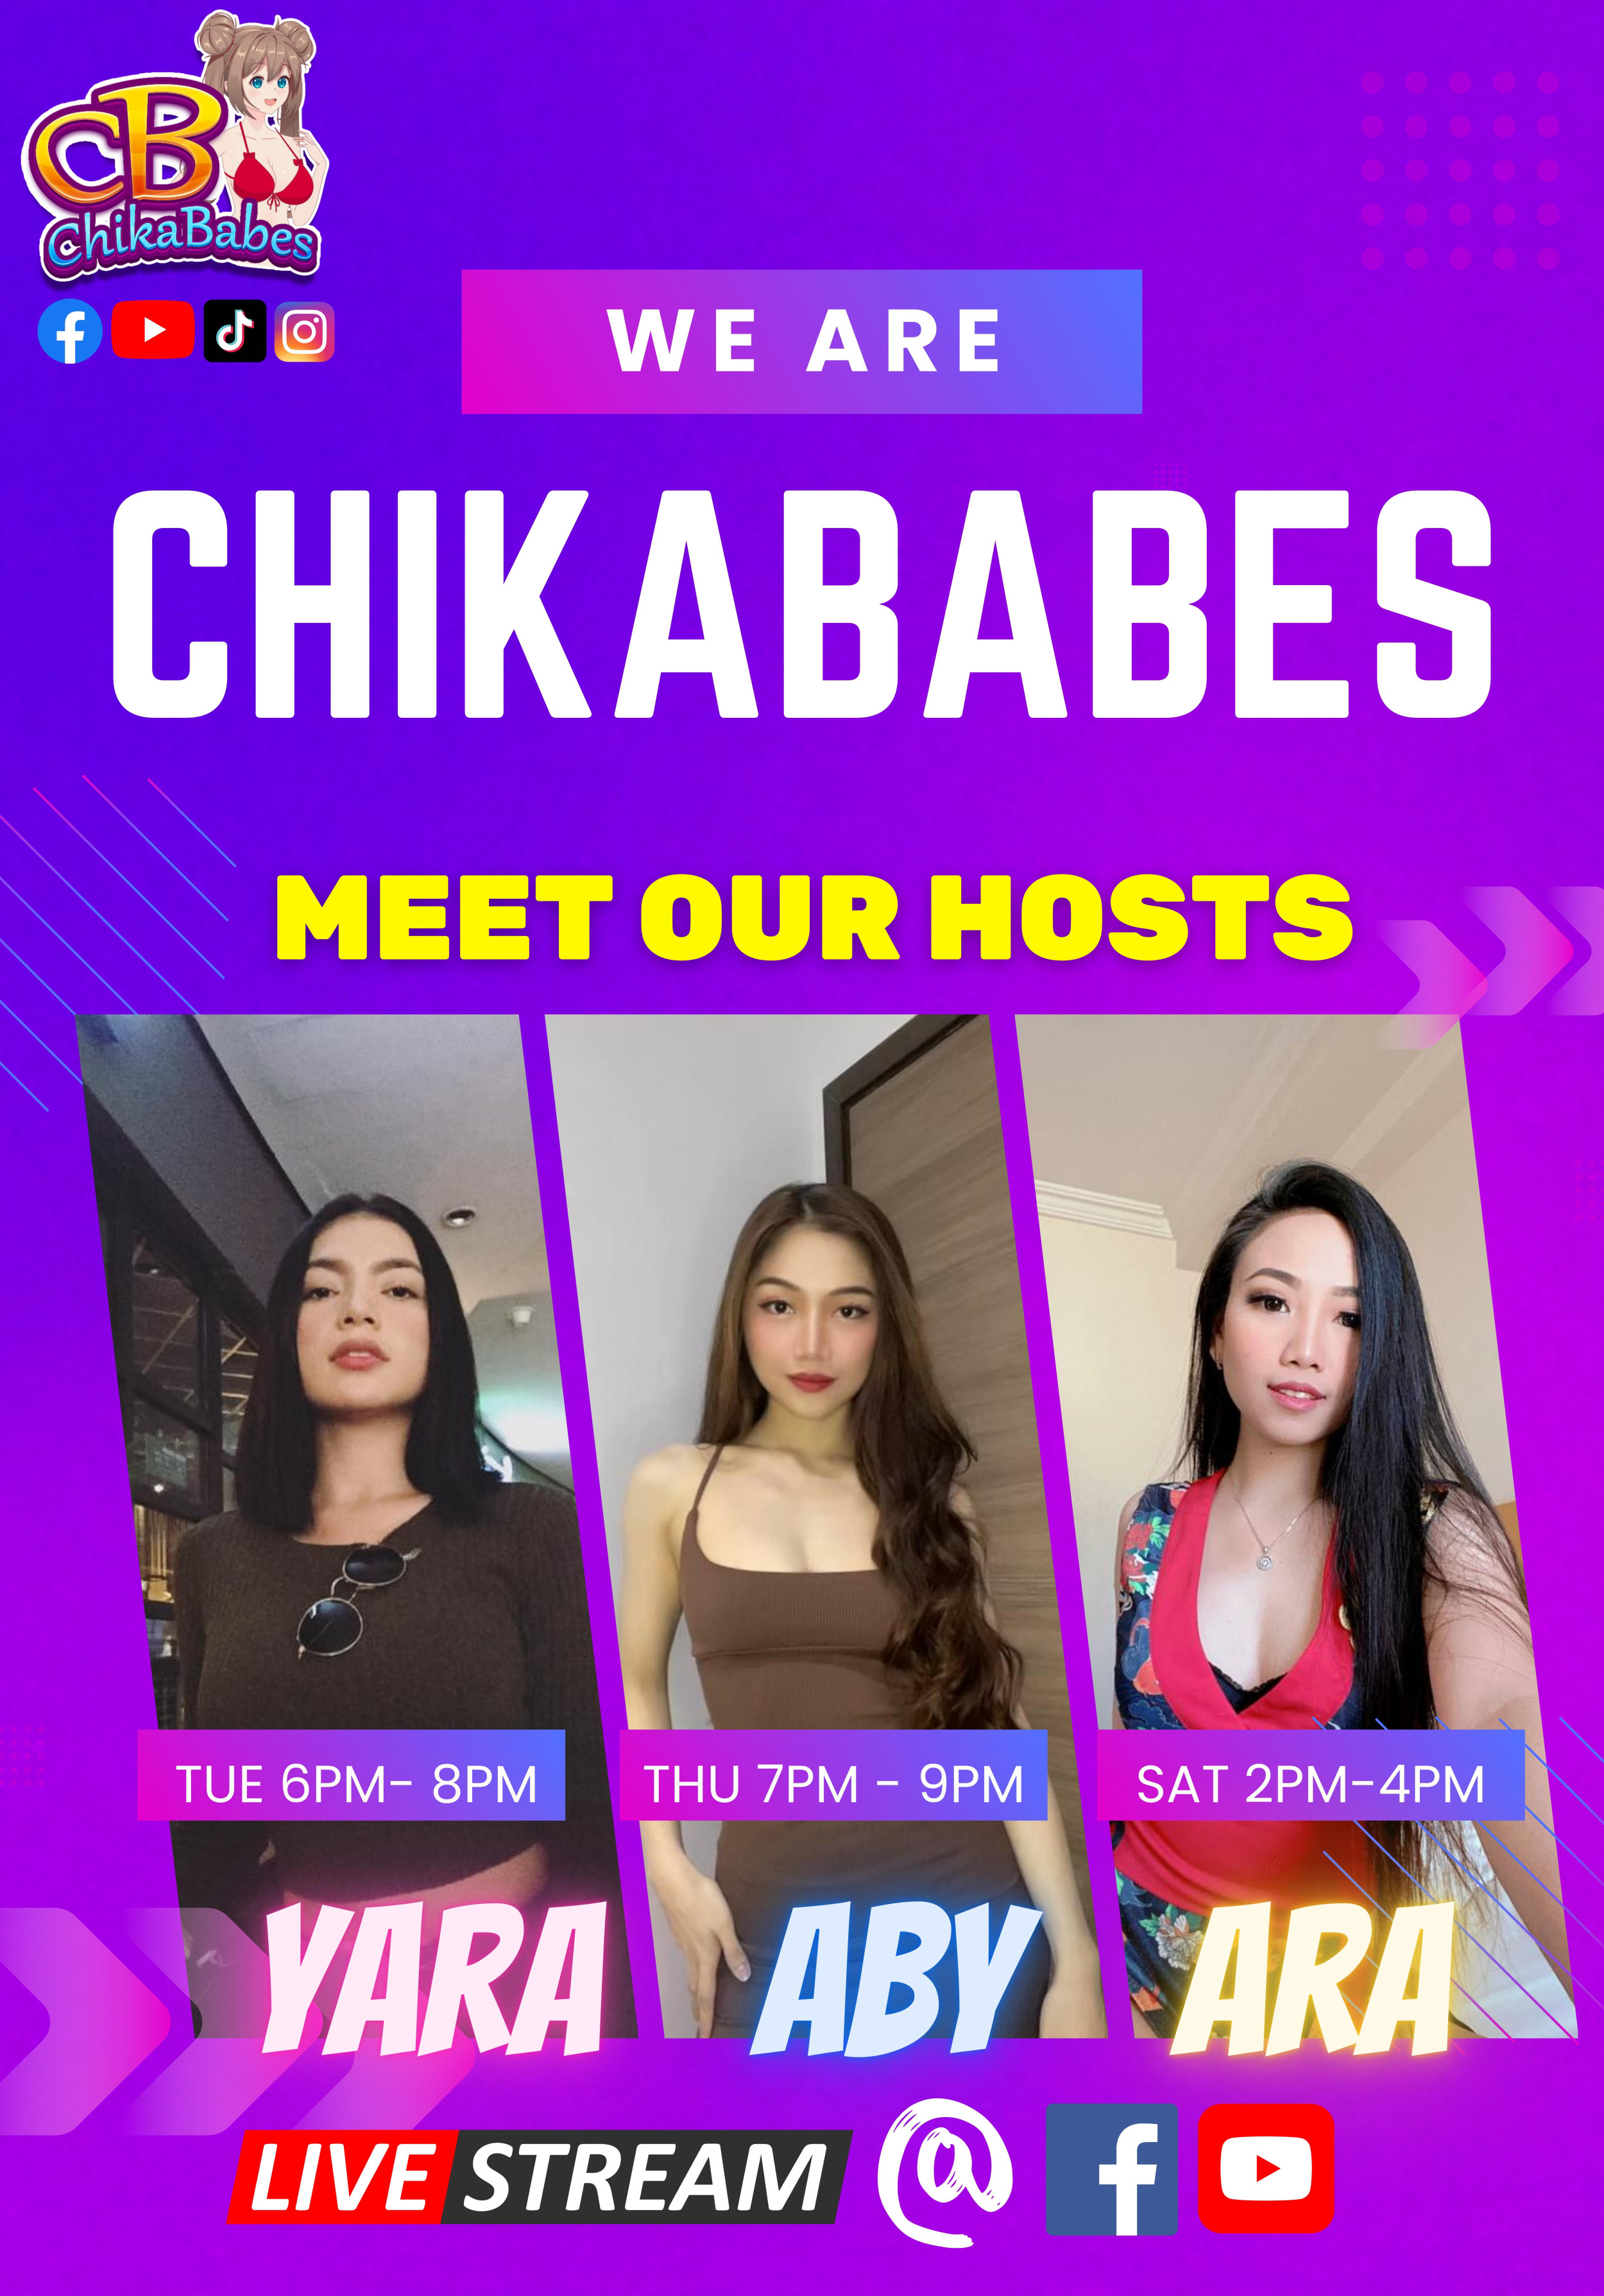 CB
ChikaBabes
WE ARE
CHIKABABES
MEET OUR HOSTS
TUE 6PM- 8PM
THU 7PM - 9PM
SAT 2PM-4PM
YARA
ABY
ARA
LIVE STREAM @